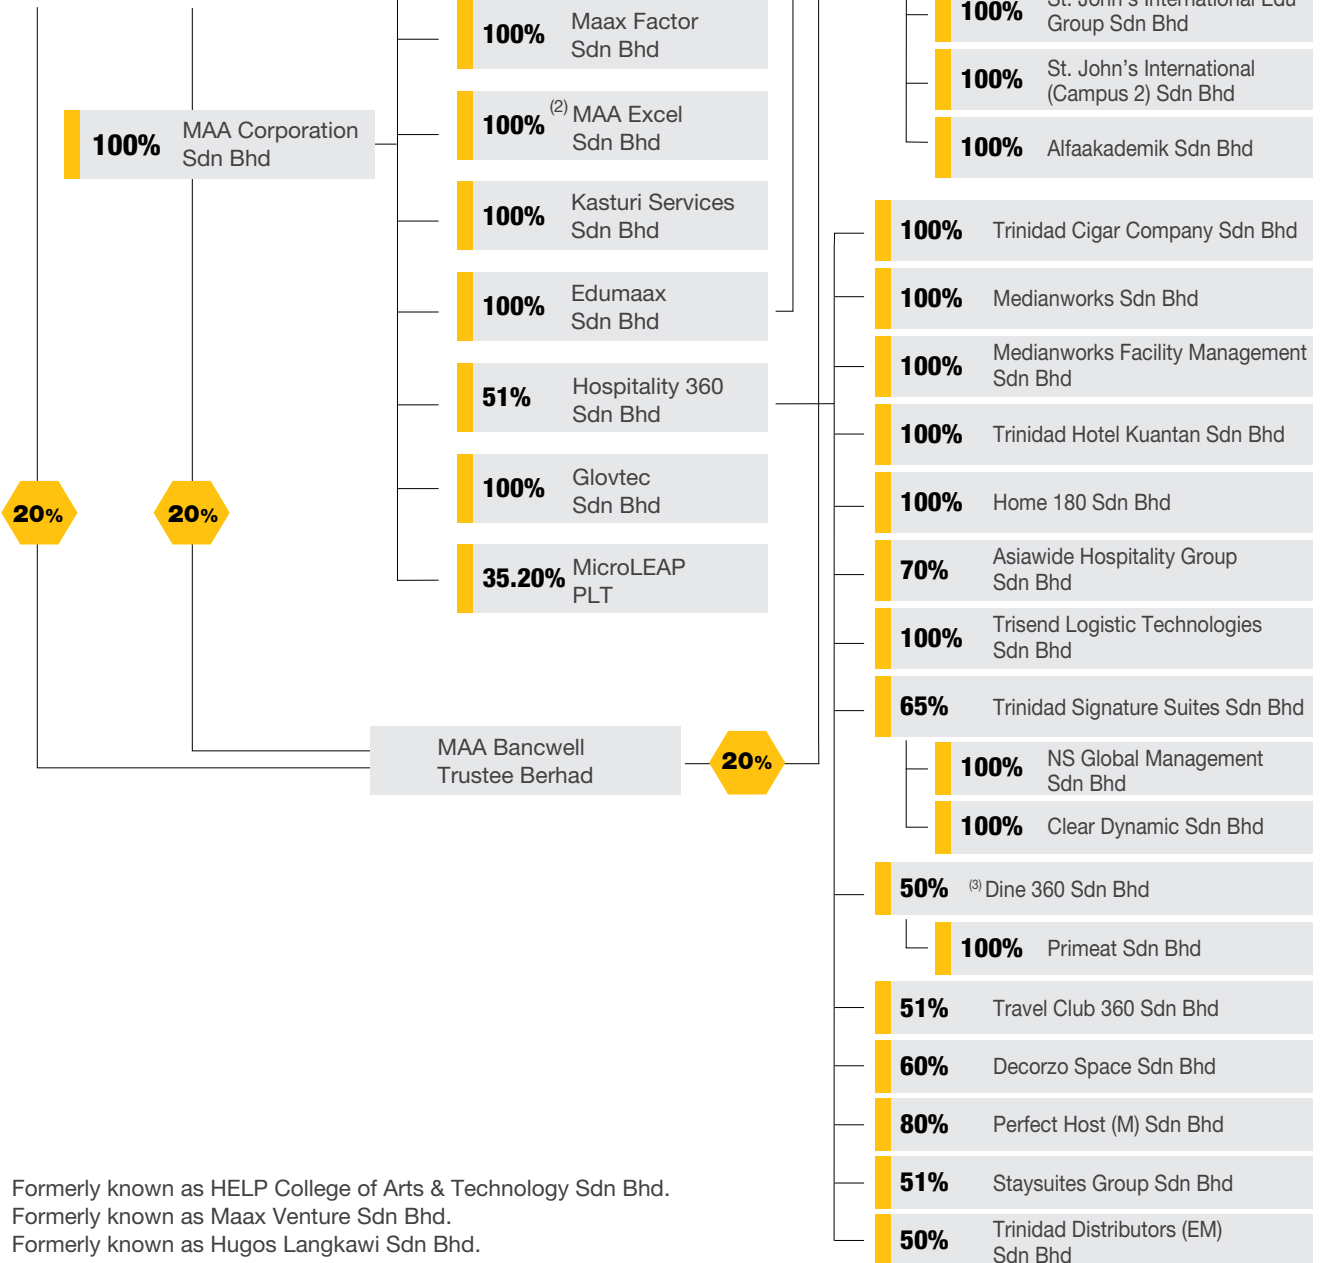 100% MAA Corporation
Sdn Bhd
100% Maax Factor
Sdn Bhd
100% (2) MAA Excel
Sdn Bhd
100% Kasturi Services
Sdn Bhd
100% Edumaax
Sdn Bhd
51% Hospitality 360
Sdn Bhd
100% Glovtec
Sdn Bhd
35.20% MicroLEAP
PLT
20%
20%
MAA Bancwell
Trustee Berhad
20%
100% St. John's International Edu
Group Sdn Bhd
100% St. John's International
(Campus 2) Sdn Bhd
100% Alfaakademik Sdn Bhd
100% Trinidad Cigar Company Sdn Bhd
100% Medianworks Sdn Bhd
100% Medianworks Facility Management
Sdn Bhd
100% Trinidad Hotel Kuantan Sdn Bhd
100% Home 180 Sdn Bhd
70% Asiawide Hospitality Group
Sdn Bhd
100% Trisend Logistic Technologies
Sdn Bhd
65% Trinidad Signature Suites Sdn Bhd
100% NS Global Management
Sdn Bhd
100% Clear Dynamic Sdn Bhd
50% (3) Dine 360 Sdn Bhd
100% Primeat Sdn Bhd
51% Travel Club 360 Sdn Bhd
60% Decorzo Space Sdn Bhd
80% Perfect Host (M) Sdn Bhd
51% Staysuites Group Sdn Bhd
50% Trinidad Distributors (EM)
Sdn Bhd
Formerly known as HELP College of Arts & Technology Sdn Bhd.
Formerly known as Maax Venture Sdn Bhd.
Formerly known as Hugos Langkawi Sdn Bhd.